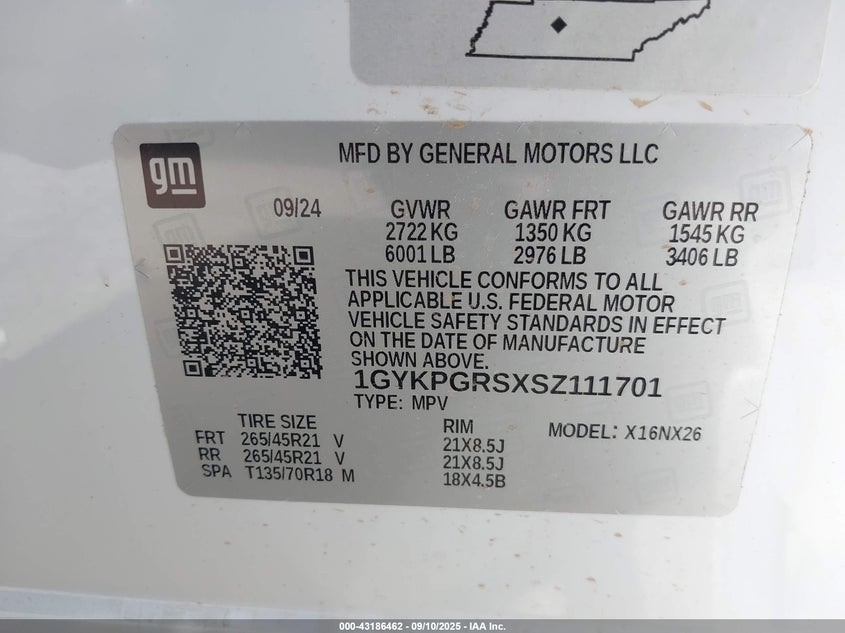 gm
MFD BY GENERAL MOTORS LLC
09/24 GVWR GAWR FRT GAWR RR
2722 KG 1350 KG 1545 KG
6001 LB 2976 LB 3406 LB
THIS VEHICLE CONFORMS TO ALL
APPLICABLE U.S. FEDERAL MOTOR
VEHICLE SAFETY STANDARDS IN EFFECT
ON THE DATE OF MANUFACTURE
SHOWN ABOVE.
1GYKPGRSXSZ111701
TYPE: MPV
TIRE SIZE RIM MODEL: X16NX26
FRT 265/45R21 V 21X8.5J
RR 265/45R21 V 21X8.5J
SPA T135/70R18 M 18X4.5B
000-43186462 - 09/10/2025 - IAA Inc.